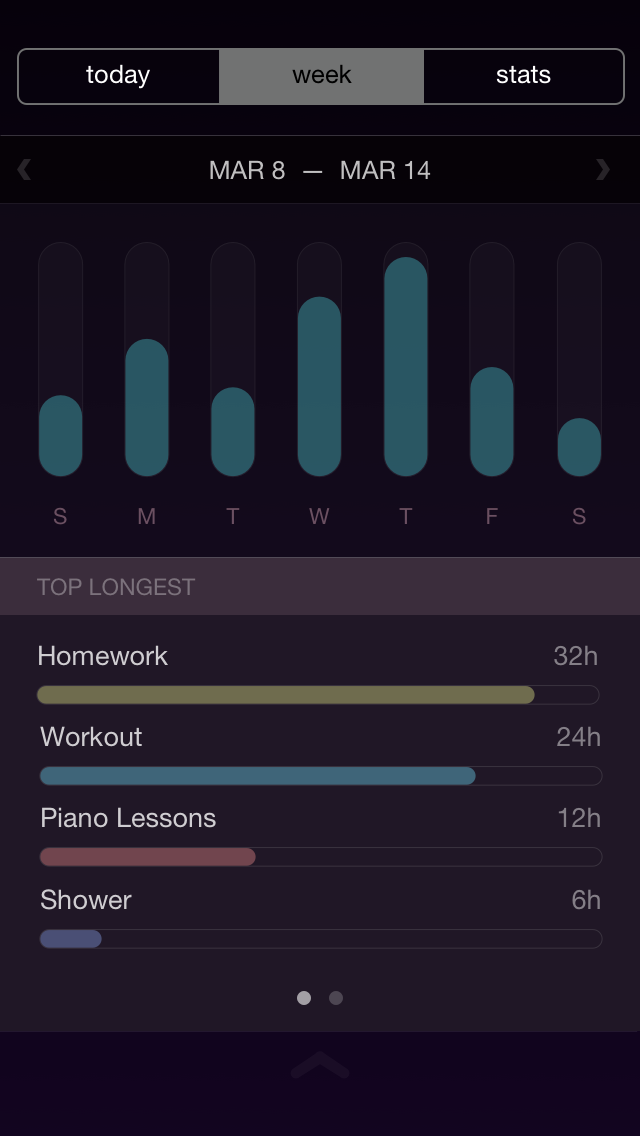 today week stats
MAR 8 — MAR 14
S M T W T F S
TOP LONGEST
Homework 32h
Workout 24h
Piano Lessons 12h
Shower 6h